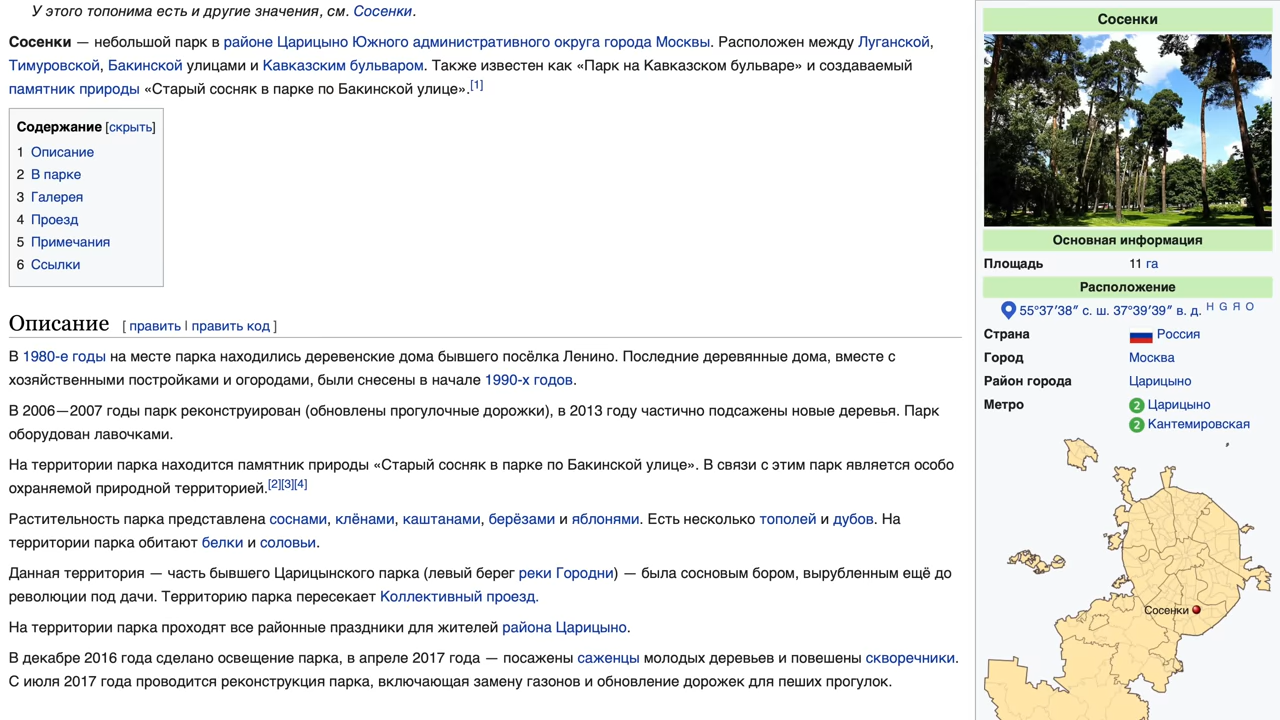 У этого топонима есть и другие значения, см. Сосенки.
Сосенки — небольшой парк в районе Царицыно Южного административного округа города Москвы. Расположен между Луганской,
Тимуровской, Бакинской улицами и Кавказским бульваром. Также известен как «Парк на Кавказском бульваре» и создаваемый
памятник природы «Старый сосняк в парке по Бакинской улице».[1]
Содержание [скрыть]
1 Описание
2 В парке
3 Галерея
4 Проезд
5 Примечания
6 Ссылки
Описание [ править | править код ]
В 1980-е годы на месте парка находились деревенские дома бывшего посёлка Ленино. Последние деревянные дома, вместе с
хозяйственными постройками и огородами, были снесены в начале 1990-х годов.
В 2006—2007 годы парк реконструирован (обновлены прогулочные дорожки), в 2013 году частично подсажены новые деревья. Парк
оборудован лавочками.
На территории парка находится памятник природы «Старый сосняк в парке по Бакинской улице». В связи с этим парк является особо
охраняемой природной территорией.[2][3][4]
Растительность парка представлена соснами, клёнами, каштанами, берёзами и яблонями. Есть несколько тополей и дубов. На
территории парка обитают белки и соловьи.
Данная территория — часть бывшего Царицынского парка (левый берег реки Городни) — была сосновым бором, вырубленным ещё до
революции под дачи. Территорию парка пересекает Коллективный проезд.
На территории парка проходят все районные праздники для жителей района Царицыно.
В декабре 2016 года сделано освещение парка, в апреле 2017 года — посажены саженцы молодых деревьев и повешены скворечники.
С июля 2017 года проводится реконструкция парка, включающая замену газонов и обновление дорожек для пеших прогулок.
Сосенки
Основная информация
Площадь 11 га
Расположение
55°37′38″ с. ш. 37°39′39″ в. д. H G Я O
Страна Россия
Город Москва
Район города Царицыно
Метро 2 Царицыно
2 Кантемировская
Сосенки